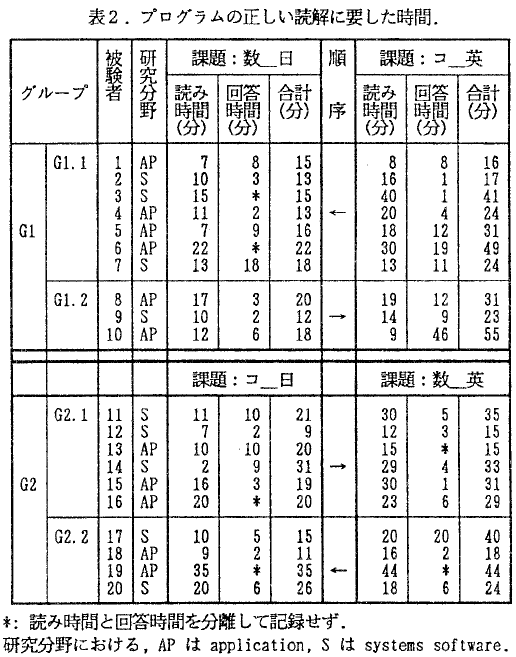 表2．プログラムの正しい読解に要した時間．
グループ 被験者 研究分野 課題：数＿日 順序 課題：コ＿英
読み時間(分) 回答時間(分) 合計(分) 読み時間(分) 回答時間(分) 合計(分)
G1 G1.1 1 AP 7 8 15 8 8 16
2 S 10 3 13 16 1 17
3 S 15 * 15 40 1 41
4 AP 11 2 13 ← 20 4 24
5 AP 7 9 16 18 12 31
6 AP 22 * 22 30 19 49
7 S 13 18 18 13 11 24
G1.2 8 AP 17 3 20 19 12 31
9 S 10 2 12 → 14 9 23
10 AP 12 6 18 9 46 55
課題：コ＿日 課題：数＿英
G2 G2.1 11 S 11 10 21 30 5 35
12 S 7 2 9 12 3 15
13 AP 10 10 20 15 * 15
14 S 2 9 31 → 29 4 33
15 AP 16 3 19 30 1 31
16 AP 20 * 20 23 6 29
G2.2 17 S 10 5 15 20 20 40
18 AP 9 2 11 16 2 18
19 AP 35 * 35 ← 44 * 44
20 S 20 6 26 18 6 24
*: 読み時間と回答時間を分離して記録せず．
研究分野における, AP は application, S は systems software.